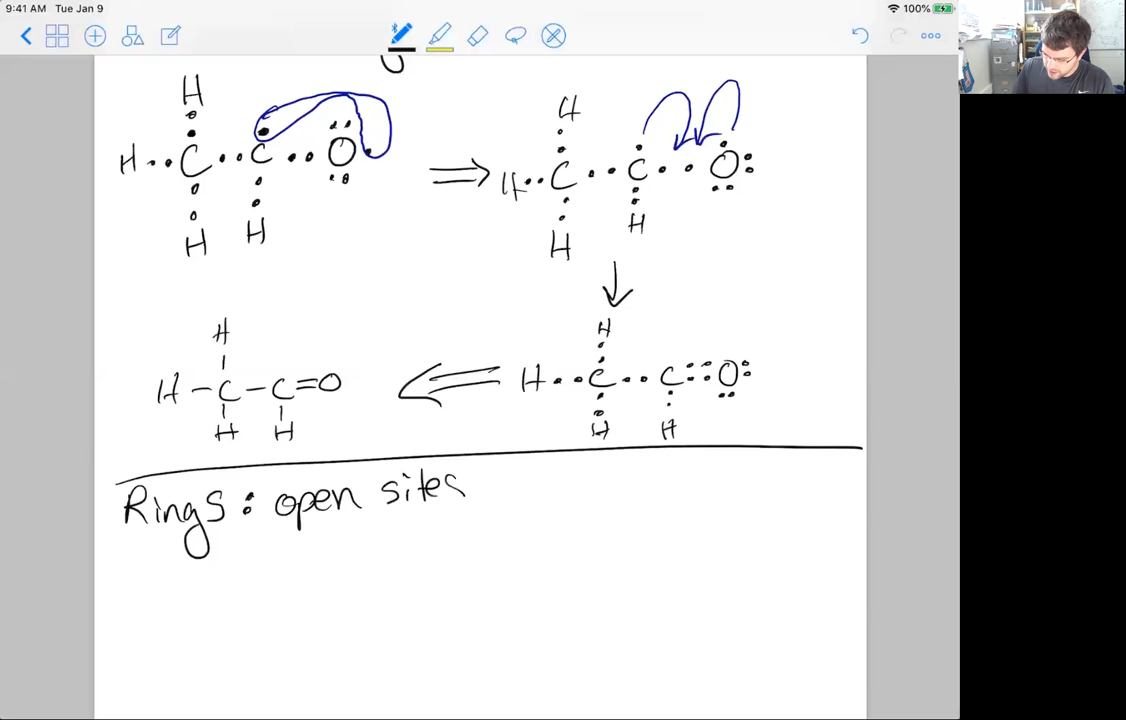 9:41 AM Tue Jan 9
100%
H H
H C C O H C C O
H H H H
H H
H - C - C = O H C C O
H H H H
Rings: open sites